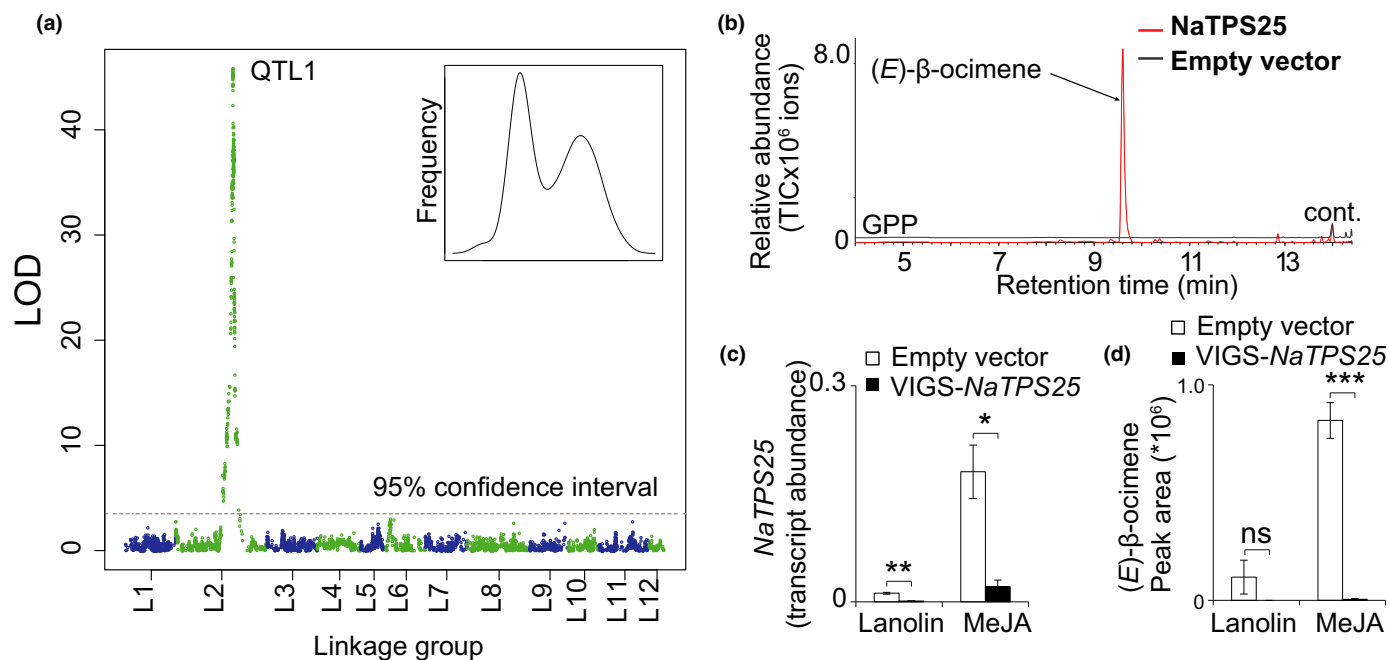 (a)
LOD
0
10
20
30
40
QTL1
Frequency
95% confidence interval
L1 L2 L3 L4 L5 L6 L7 L8 L9 L10 L11 L12
Linkage group
(b)
NaTPS25
Empty vector
(E)-β-ocimene
Relative abundance
(TICx10⁶ ions)
8.0
0
GPP
cont.
5 7 9 11 13
Retention time (min)
(c)
Empty vector
VIGS-NaTPS25
NaTPS25
(transcript abundance)
0.3
0
**
*
Lanolin MeJA
(d)
Empty vector
VIGS-NaTPS25
(E)-β-ocimene
Peak area (*10⁶)
1.0
0
ns
***
Lanolin MeJA